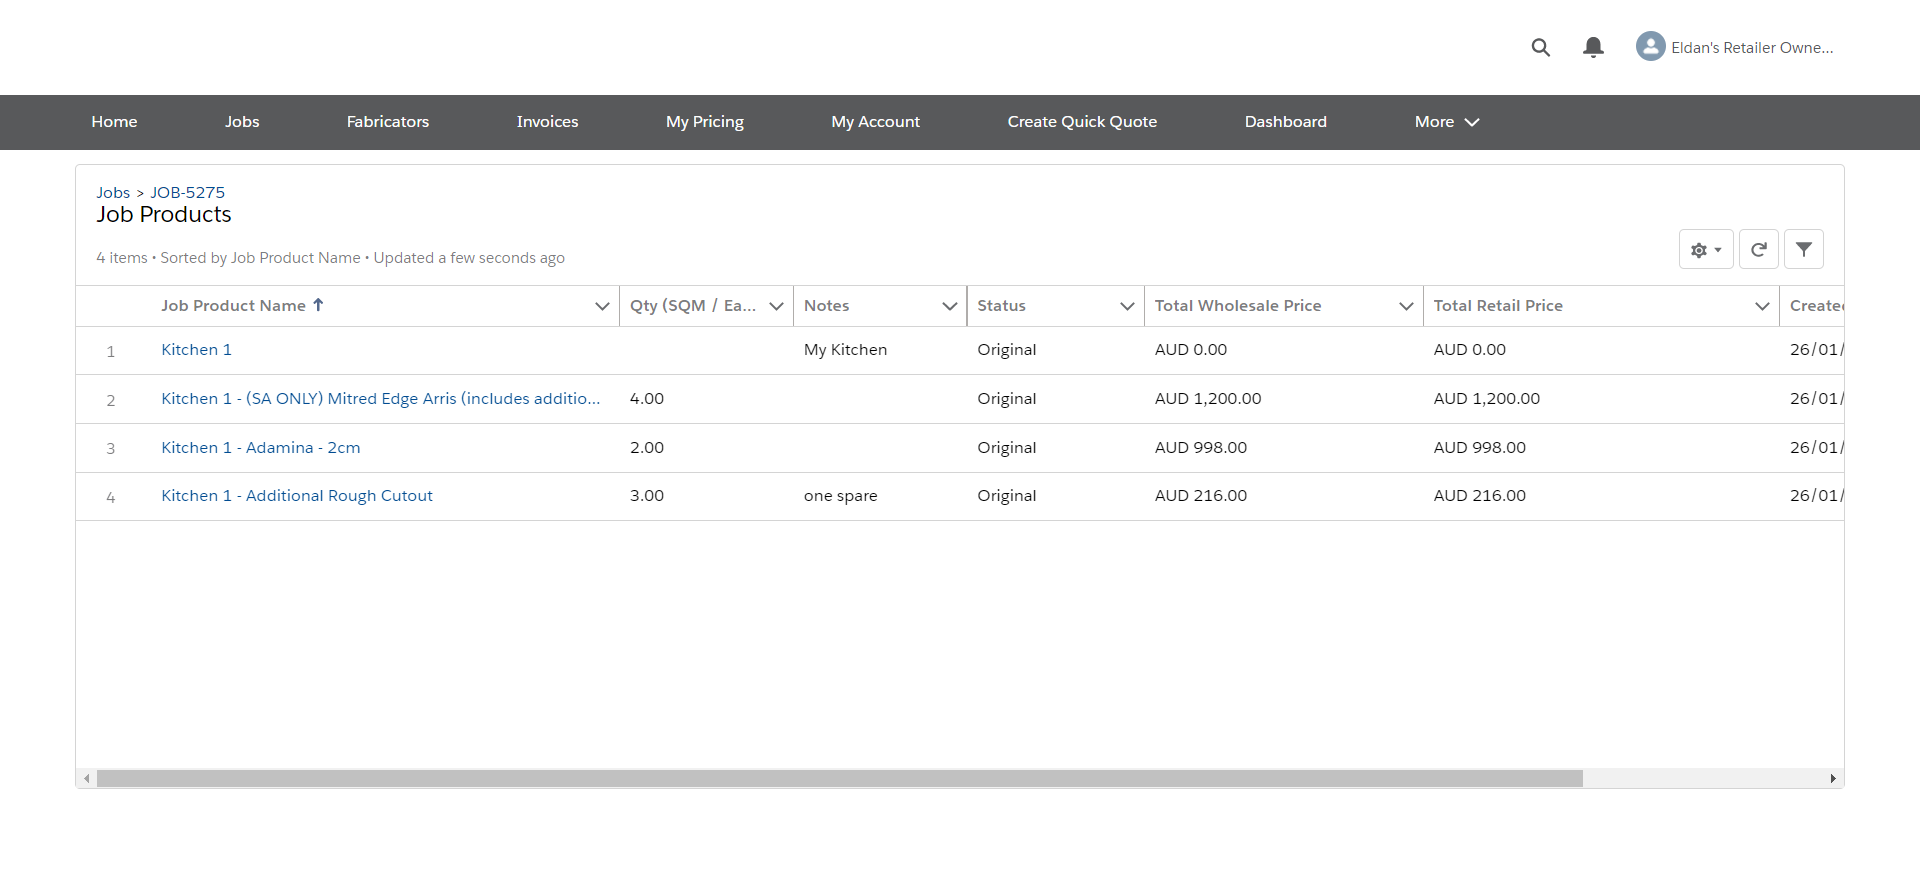 Eldan's Retailer Owne...
Home Jobs Fabricators Invoices My Pricing My Account Create Quick Quote Dashboard More
Jobs > JOB-5275
Job Products
4 items • Sorted by Job Product Name • Updated a few seconds ago
Job Product Name Qty (SQM / Ea... Notes Status Total Wholesale Price Total Retail Price Created
1 Kitchen 1 My Kitchen Original AUD 0.00 AUD 0.00 26/01/
2 Kitchen 1 - (SA ONLY) Mitred Edge Arris (includes additio... 4.00 Original AUD 1,200.00 AUD 1,200.00 26/01/
3 Kitchen 1 - Adamina - 2cm 2.00 Original AUD 998.00 AUD 998.00 26/01/
4 Kitchen 1 - Additional Rough Cutout 3.00 one spare Original AUD 216.00 AUD 216.00 26/01/